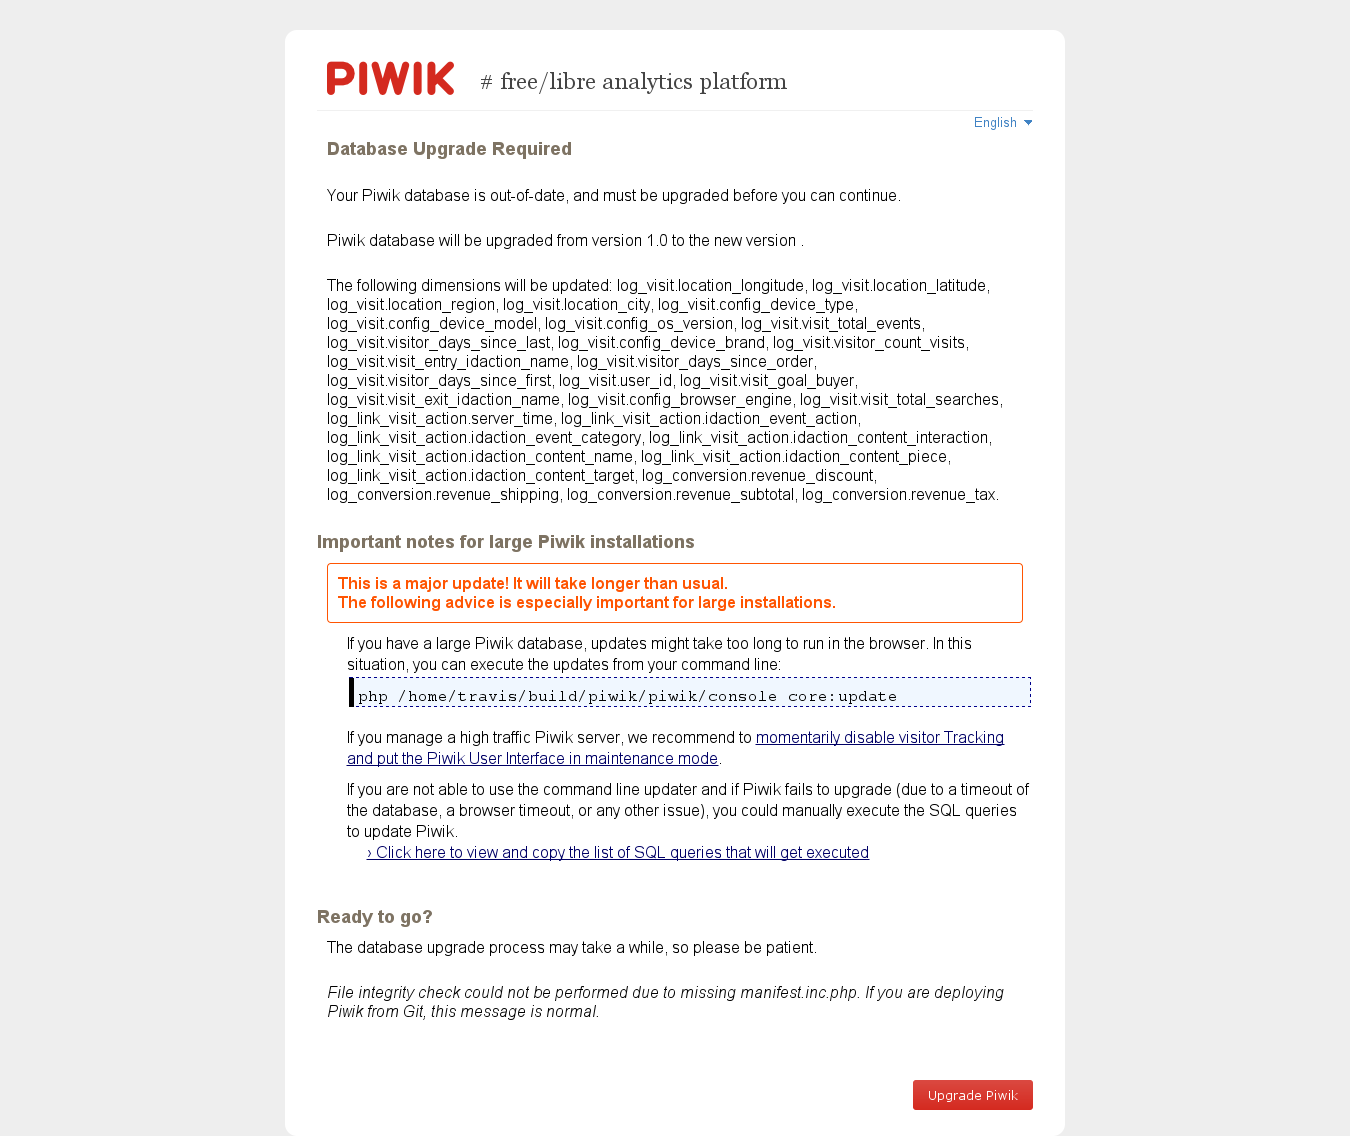 PIWIK # free/libre analytics platform
English
Database Upgrade Required
Your Piwik database is out-of-date, and must be upgraded before you can continue.
Piwik database will be upgraded from version 1.0 to the new version .
The following dimensions will be updated: log_visit.location_longitude, log_visit.location_latitude,
log_visit.location_region, log_visit.location_city, log_visit.config_device_type,
log_visit.config_device_model, log_visit.config_os_version, log_visit.visit_total_events,
log_visit.visitor_days_since_last, log_visit.config_device_brand, log_visit.visitor_count_visits,
log_visit.visit_entry_idaction_name, log_visit.visitor_days_since_order,
log_visit.visitor_days_since_first, log_visit.user_id, log_visit.visit_goal_buyer,
log_visit.visit_exit_idaction_name, log_visit.config_browser_engine, log_visit.visit_total_searches,
log_link_visit_action.server_time, log_link_visit_action.idaction_event_action,
log_link_visit_action.idaction_event_category, log_link_visit_action.idaction_content_interaction,
log_link_visit_action.idaction_content_name, log_link_visit_action.idaction_content_piece,
log_link_visit_action.idaction_content_target, log_conversion.revenue_discount,
log_conversion.revenue_shipping, log_conversion.revenue_subtotal, log_conversion.revenue_tax.
Important notes for large Piwik installations
This is a major update! It will take longer than usual.
The following advice is especially important for large installations.
If you have a large Piwik database, updates might take too long to run in the browser. In this
situation, you can execute the updates from your command line:
php /home/travis/build/piwik/piwik/console core:update
If you manage a high traffic Piwik server, we recommend to momentarily disable visitor Tracking
and put the Piwik User Interface in maintenance mode.
If you are not able to use the command line updater and if Piwik fails to upgrade (due to a timeout of
the database, a browser timeout, or any other issue), you could manually execute the SQL queries
to update Piwik.
› Click here to view and copy the list of SQL queries that will get executed
Ready to go?
The database upgrade process may take a while, so please be patient.
File integrity check could not be performed due to missing manifest.inc.php. If you are deploying
Piwik from Git, this message is normal.
Upgrade Piwik